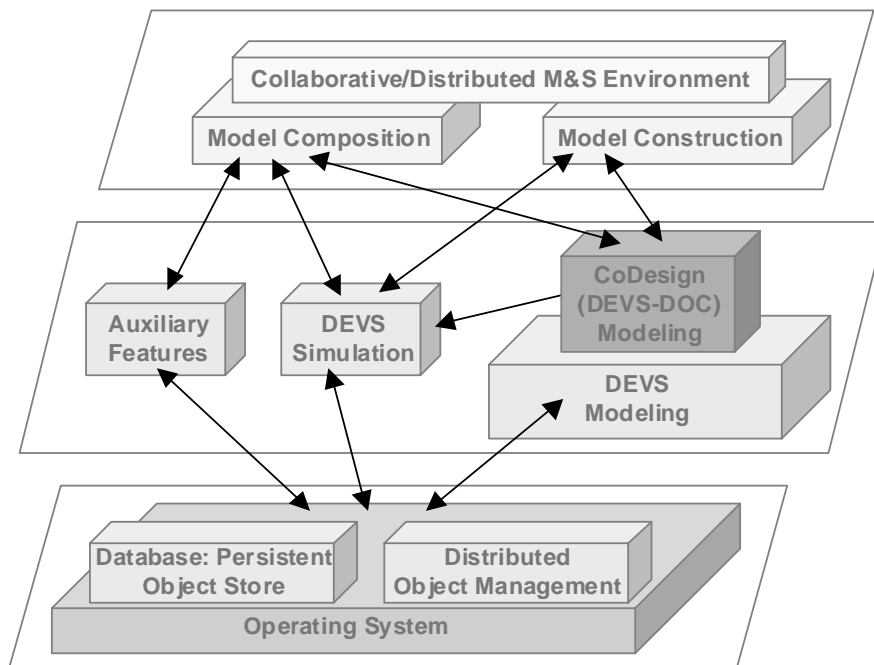 Collaborative/Distributed M&S Environment
Model Composition
Model Construction
Auxiliary
Features
DEVS
Simulation
CoDesign
(DEVS-DOC)
Modeling
DEVS
Modeling
Database: Persistent
Object Store
Distributed
Object Management
Operating System